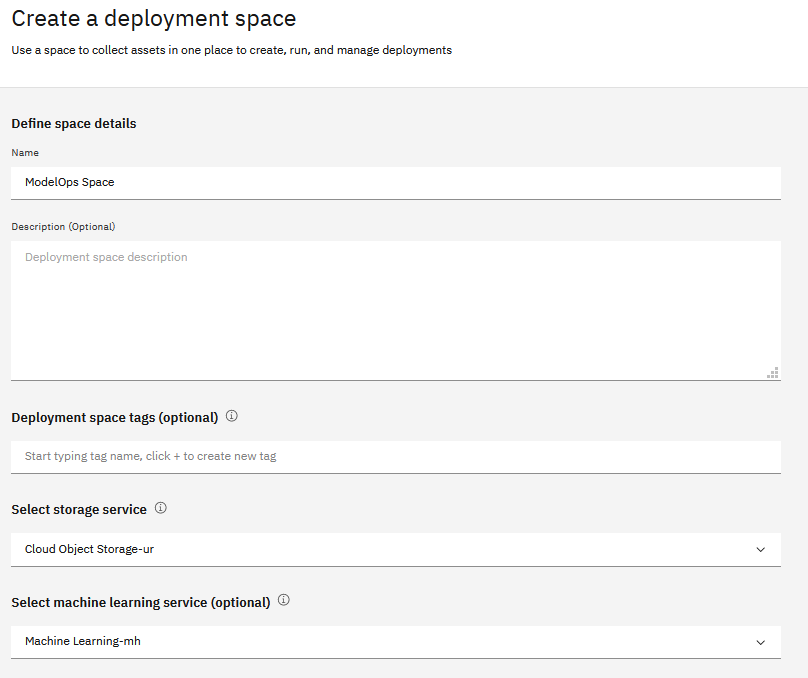 Create a deployment space
Use a space to collect assets in one place to create, run, and manage deployments
Define space details
Name
ModelOps Space
Description (Optional)
Deployment space description
Deployment space tags (optional)
Start typing tag name, click + to create new tag
Select storage service
Cloud Object Storage-ur
Select machine learning service (optional)
Machine Learning-mh